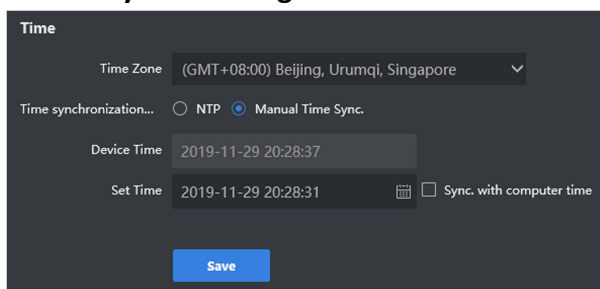 Time
Time Zone (GMT+08:00) Beijing, Urumqi, Singapore
Time synchronization... NTP Manual Time Sync.
Device Time 2019-11-29 20:28:37
Set Time 2019-11-29 20:28:31 Sync. with computer time
Save